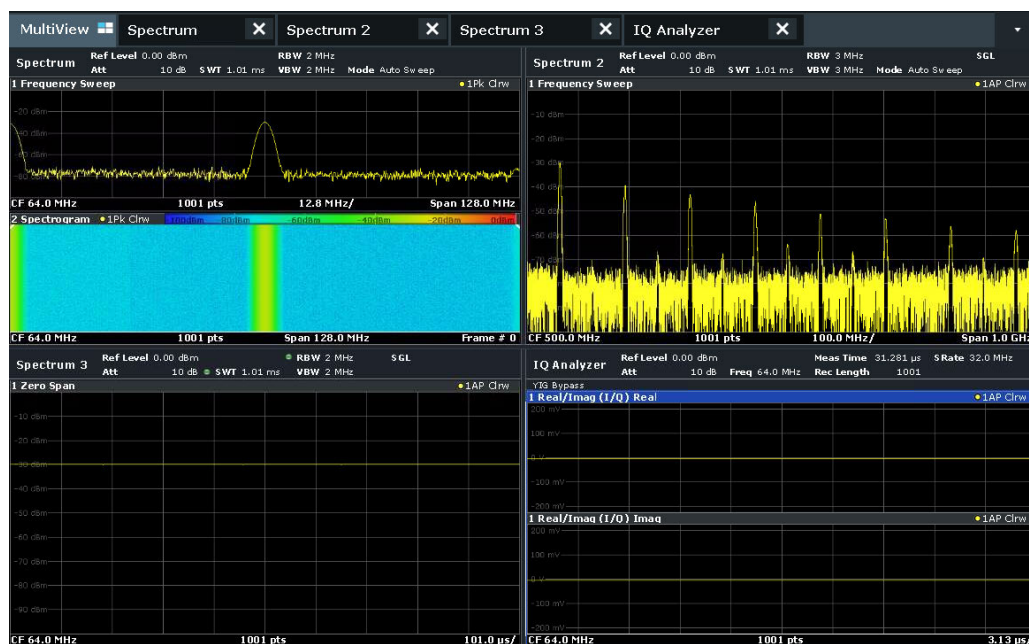 MultiView Spectrum X Spectrum 2 X Spectrum 3 X IQ Analyzer X
Spectrum Ref Level 0.00 dBm RBW 2 MHz
Att 10 dB SWT 1.01 ms VBW 2 MHz Mode Auto Sweep
1 Frequency Sweep 1Pk Clrw
-20 dBm
-80 dBm
CF 64.0 MHz 1001 pts 12.8 MHz/ Span 128.0 MHz
2 Spectrogram 1Pk Clrw -100dBm -80dBm -60dBm -40dBm -20dBm 0dBm
CF 64.0 MHz 1001 pts Span 128.0 MHz Frame # 0
Spectrum 2 Ref Level 0.00 dBm RBW 3 MHz SGL
Att 10 dB SWT 1.01 ms VBW 3 MHz Mode Auto Sweep
1 Frequency Sweep 1AP Clrw
-10 dBm
-20 dBm
-30 dBm
-40 dBm
-50 dBm
-60 dBm
CF 500.0 MHz 1001 pts 100.0 MHz/ Span 1.0 GHz
Spectrum 3 Ref Level 0.00 dBm RBW 2 MHz SGL
Att 10 dB SWT 1.01 ms VBW 2 MHz
1 Zero Span 1AP Clrw
-10 dBm
-20 dBm
-30 dBm
-40 dBm
-50 dBm
-60 dBm
-70 dBm
-80 dBm
-90 dBm
CF 64.0 MHz 1001 pts 101.0 µs/
IQ Analyzer Ref Level 0.00 dBm Meas Time 31.281 µs SRate 32.0 MHz
Att 10 dB Freq 64.0 MHz Rec Length 1001
YIG Bypass
1 Real/Imag (I/Q) Real 1AP Clrw
200 mV
100 mV
0 V
-100 mV
-200 mV
1 Real/Imag (I/Q) Imag 1AP Clrw
200 mV
100 mV
0 V
-100 mV
-200 mV
CF 64.0 MHz 1001 pts 3.13 µs/